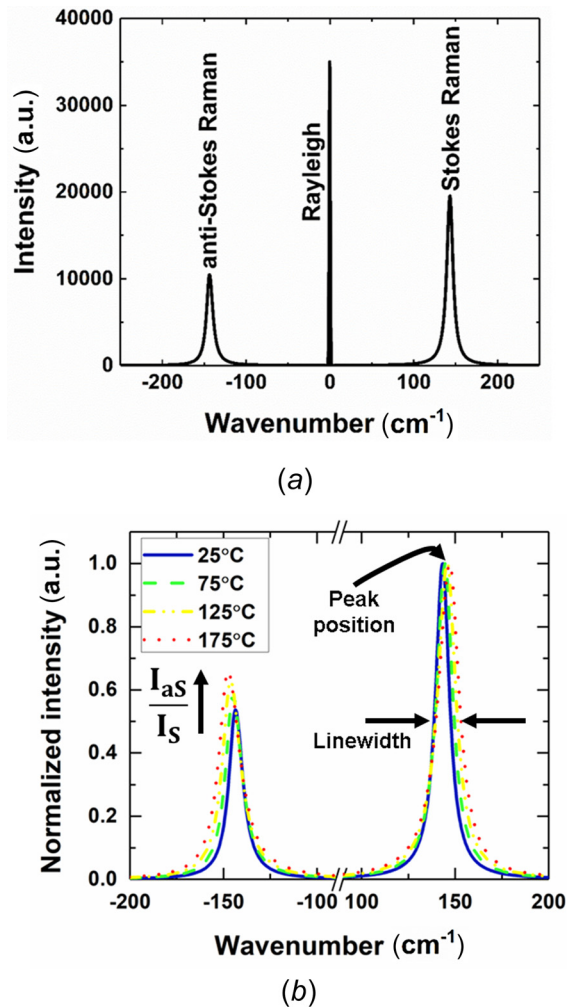 40000
30000
20000
10000
0
Intensity (a.u.)
anti-Stokes Raman
Rayleigh
Stokes Raman
-200 -100 0 100 200
Wavenumber (cm⁻¹)
(a)
1.0
0.8
0.6
0.4
0.2
0.0
Normalized intensity (a.u.)
25°C
75°C
125°C
175°C
IaS
IS
Peak
position
Linewidth
-200 -150 -100 100 150 200
Wavenumber (cm⁻¹)
(b)